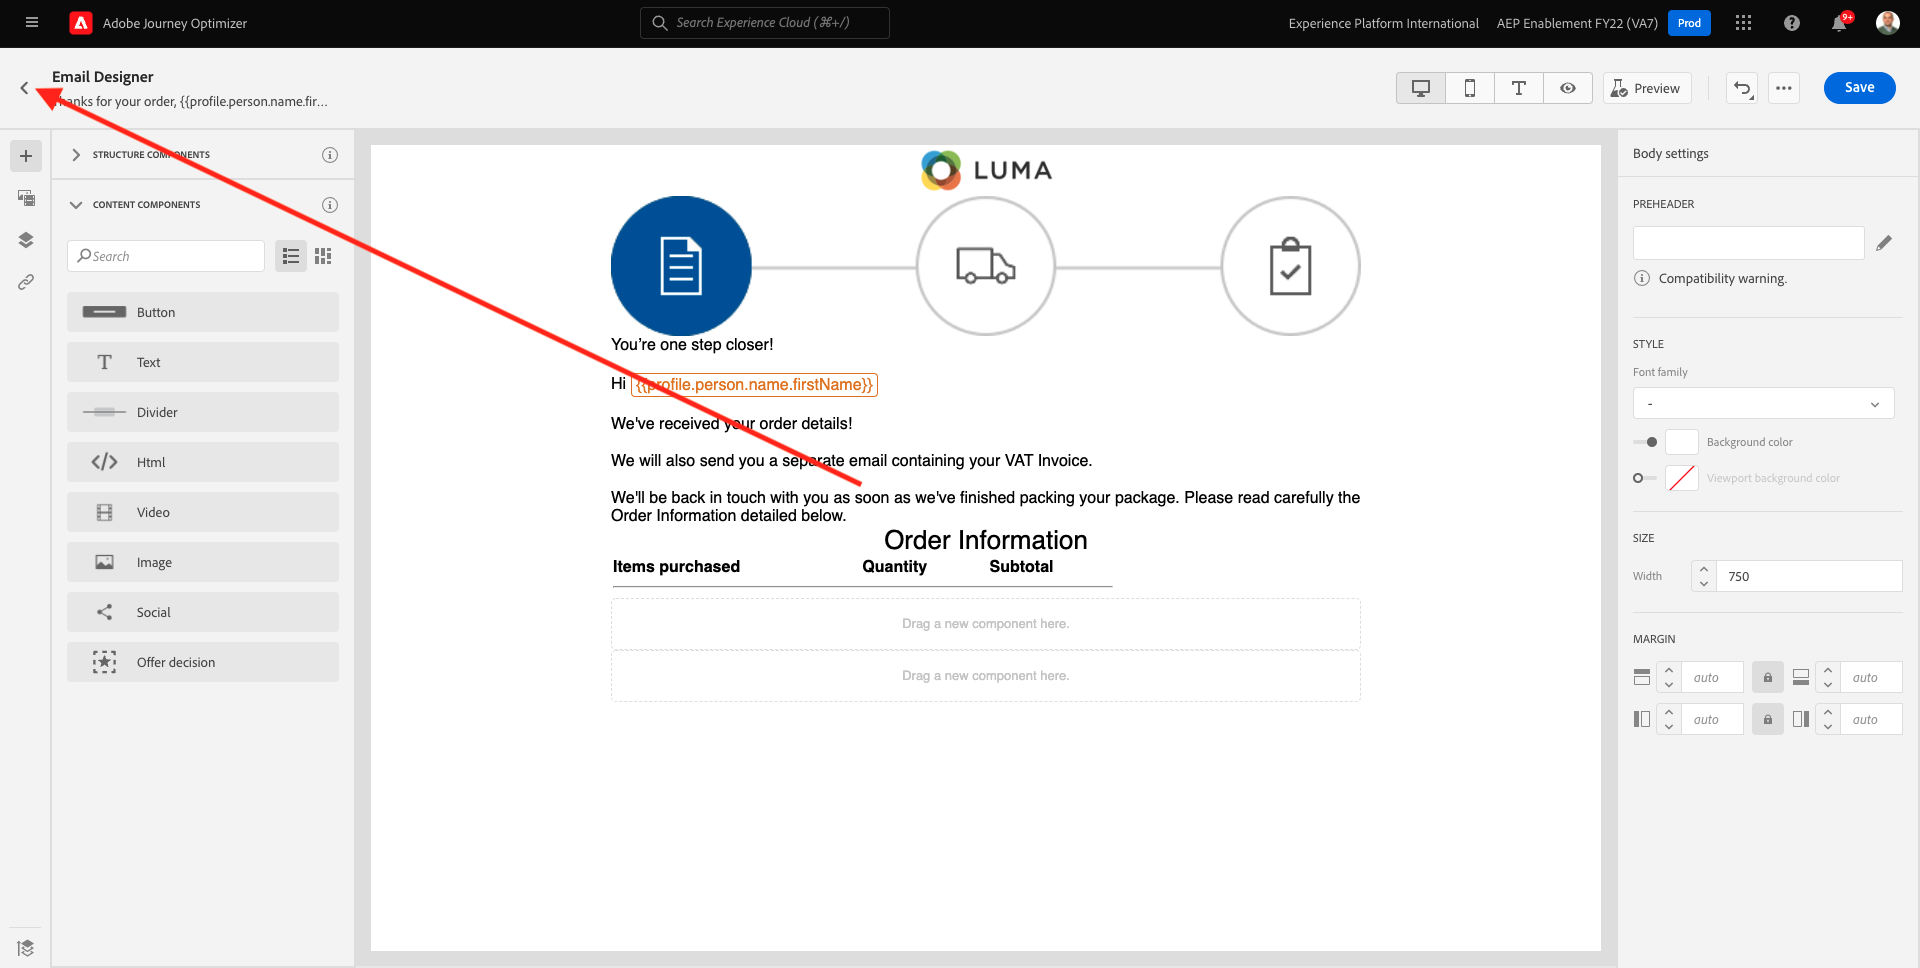 Adobe Journey Optimizer
Search Experience Cloud (⌘+/)
Experience Platform International
AEP Enablement FY22 (VA7)
Prod
9+
Email Designer
Thanks for your order, {{profile.person.name.fir...
Preview
Save
STRUCTURE COMPONENTS
CONTENT COMPONENTS
Search
Button
Text
Divider
Html
Video
Image
Social
Offer decision
LUMA
You're one step closer!
Hi {{profile.person.name.firstName}}
We've received your order details!
We will also send you a separate email containing your VAT Invoice.
We'll be back in touch with you as soon as we've finished packing your package. Please read carefully the
Order Information detailed below.
Order Information
Items purchased Quantity Subtotal
Drag a new component here.
Drag a new component here.
Body settings
PREHEADER
Compatibility warning.
STYLE
Font family
-
Background color
Viewport background color
SIZE
Width 750
MARGIN
auto auto
auto auto